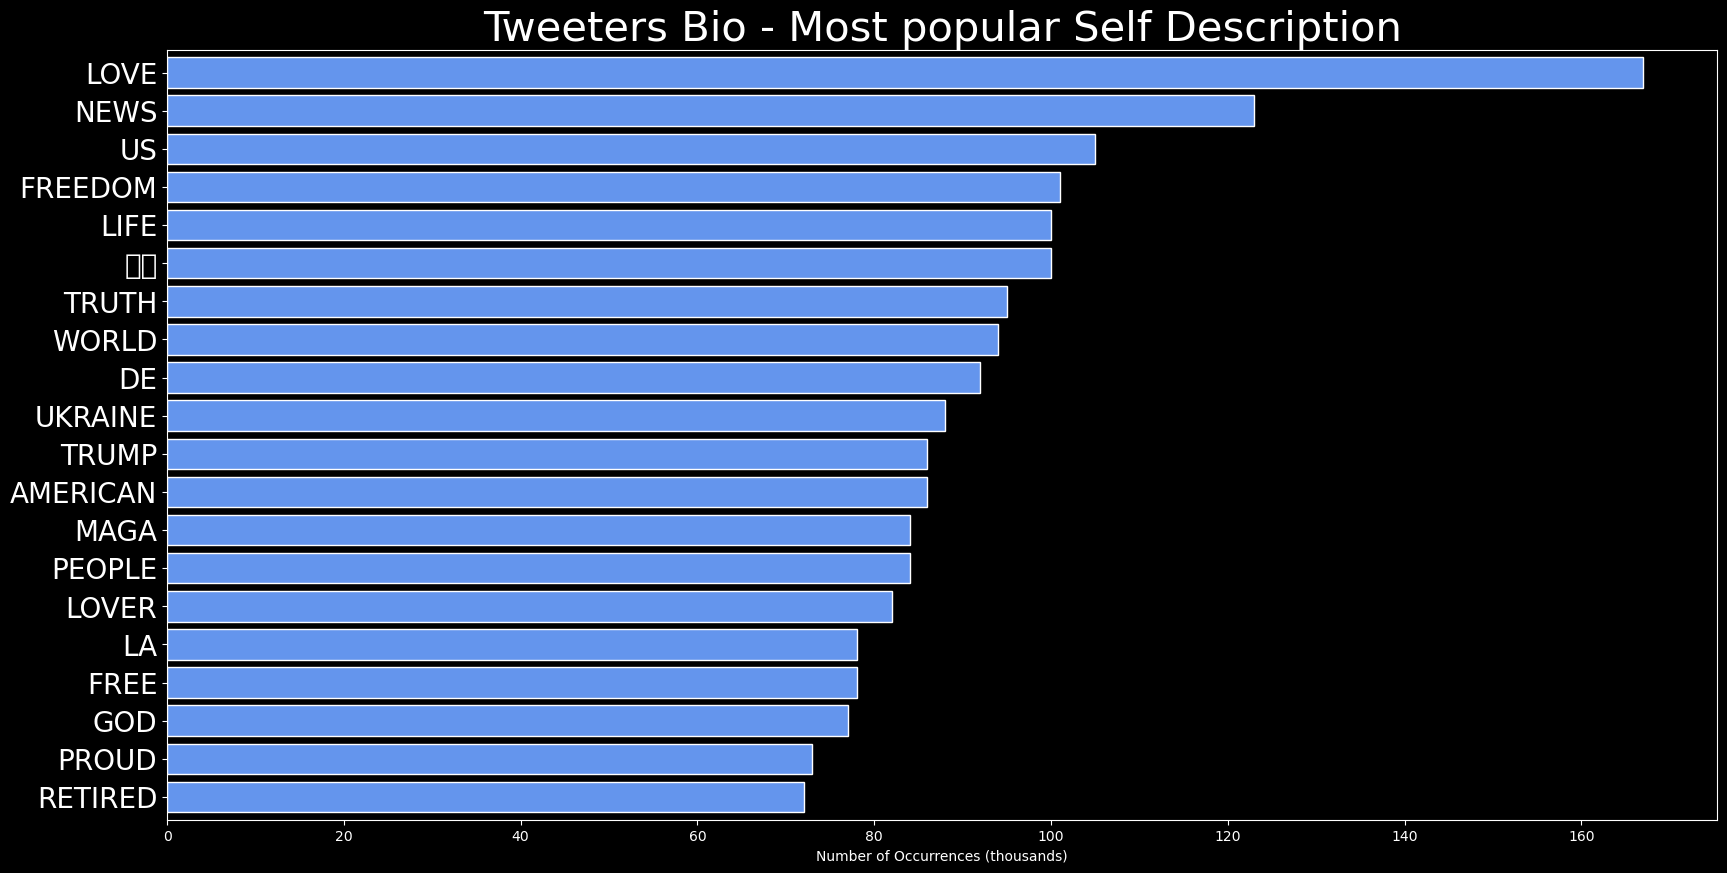 Tweeters Bio - Most popular Self Description
LOVE
NEWS
US
FREEDOM
LIFE
TRUTH
WORLD
DE
UKRAINE
TRUMP
AMERICAN
MAGA
PEOPLE
LOVER
LA
FREE
GOD
PROUD
RETIRED
0 20 40 60 80 100 120 140 160
Number of Occurrences (thousands)